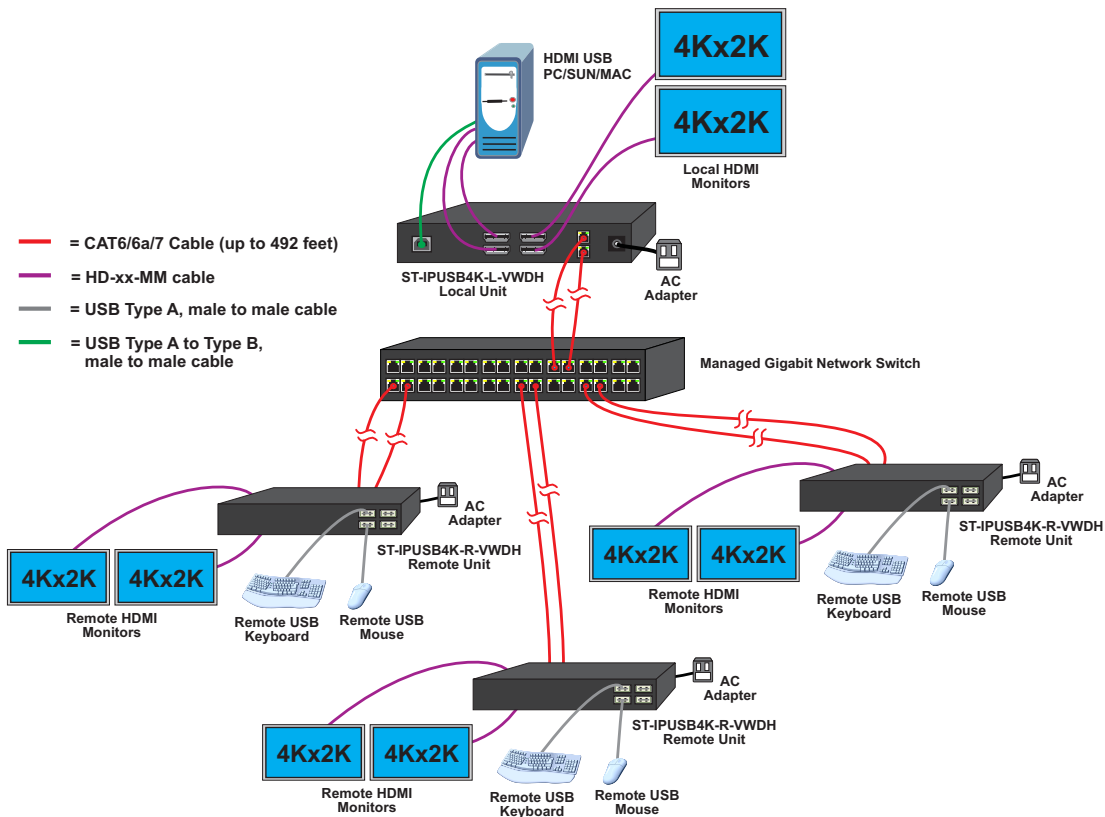 HDMI USB
PC/SUN/MAC
4Kx2K
4Kx2K
Local HDMI
Monitors
= CAT6/6a/7 Cable (up to 492 feet)
= HD-xx-MM cable
= USB Type A, male to male cable
= USB Type A to Type B,
male to male cable
ST-IPUSB4K-L-VWDH
Local Unit
AC
Adapter
Managed Gigabit Network Switch
AC
Adapter
ST-IPUSB4K-R-VWDH
Remote Unit
4Kx2K
4Kx2K
Remote HDMI
Monitors
Remote USB
Keyboard
Remote USB
Mouse
AC
Adapter
ST-IPUSB4K-R-VWDH
Remote Unit
4Kx2K
4Kx2K
Remote HDMI
Monitors
Remote USB
Keyboard
Remote USB
Mouse
AC
Adapter
ST-IPUSB4K-R-VWDH
Remote Unit
4Kx2K
4Kx2K
Remote HDMI
Monitors
Remote USB
Keyboard
Remote USB
Mouse